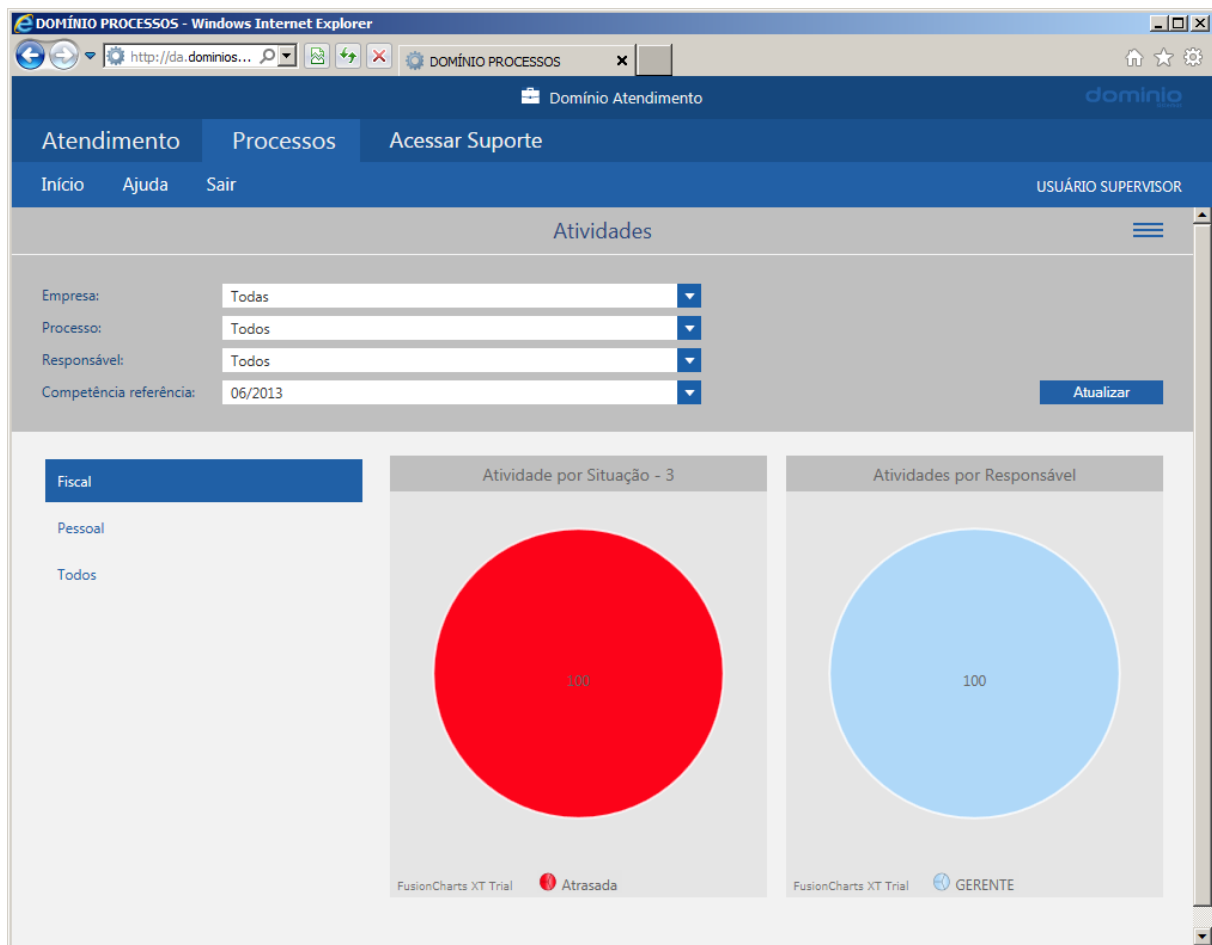 DOMÍNIO PROCESSOS - Windows Internet Explorer
http://da.dominios... DOMÍNIO PROCESSOS
Domínio Atendimento domínio
Atendimento Processos Acessar Suporte
Início Ajuda Sair USUÁRIO SUPERVISOR
Atividades
Empresa: Todas
Processo: Todos
Responsável: Todos
Competência referência: 06/2013 Atualizar
Fiscal
Pessoal
Todos
Atividade por Situação - 3
100
FusionCharts XT Trial Atrasada
Atividades por Responsável
100
FusionCharts XT Trial GERENTE